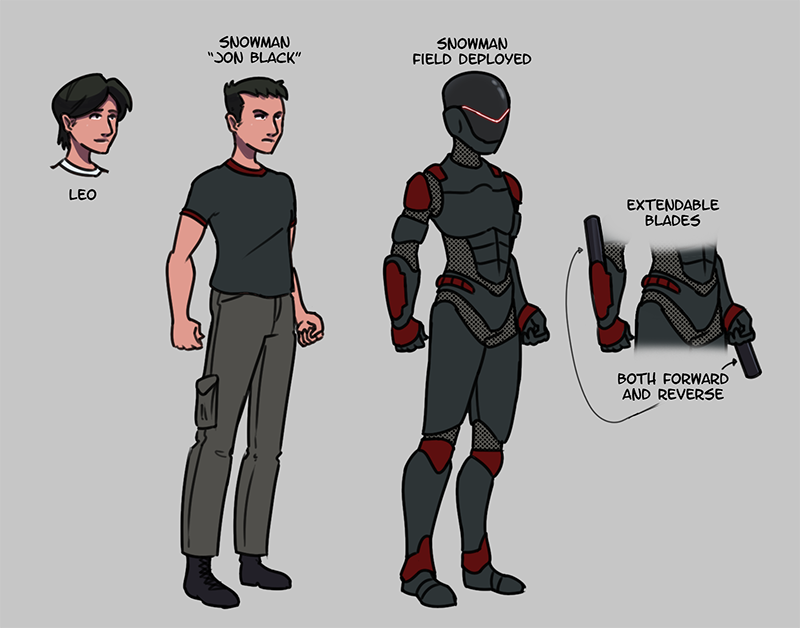 SNOWMAN
"JON BLACK"
SNOWMAN
FIELD DEPLOYED
LEO
EXTENDABLE
BLADES
BOTH FORWARD
AND REVERSE